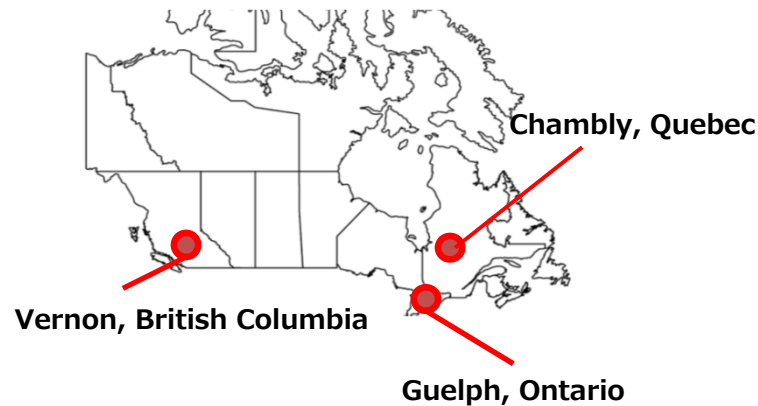 Chambly, Quebec
Vernon, British Columbia
Guelph, Ontario